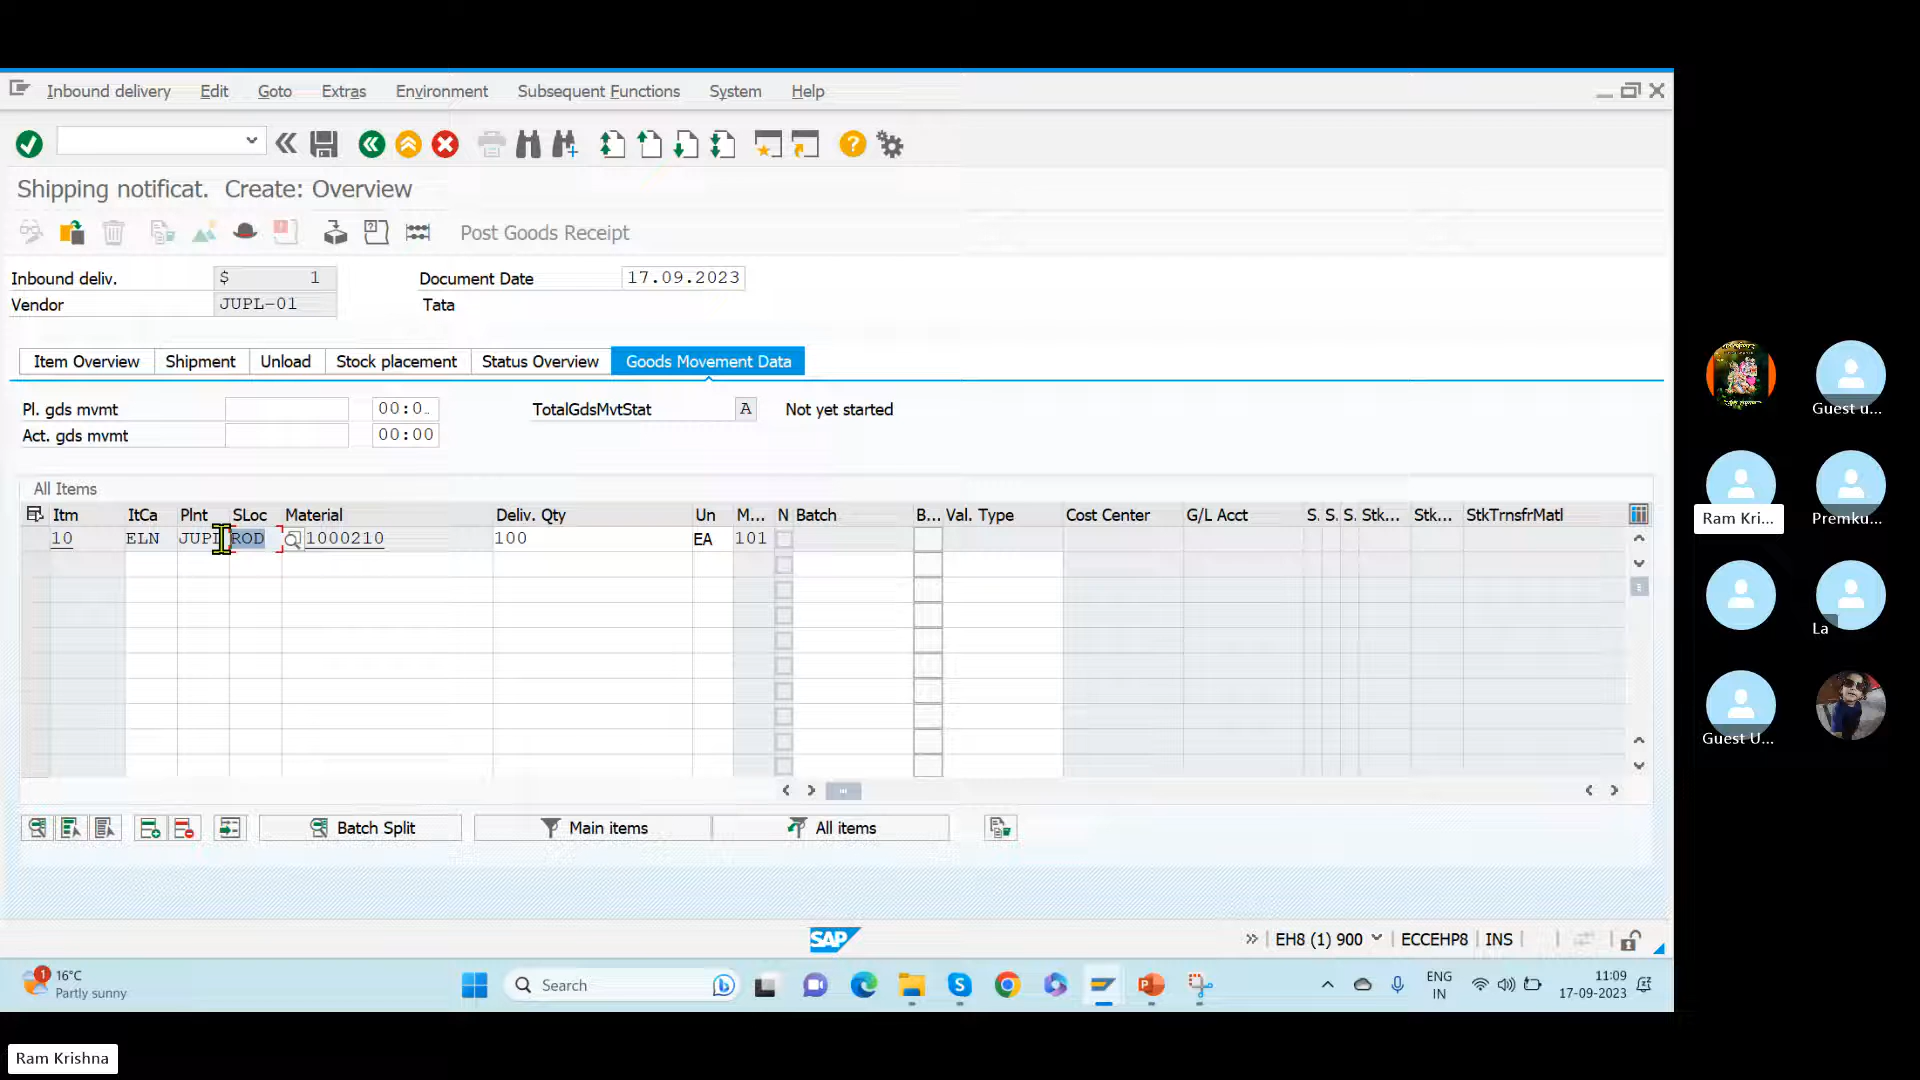 Inbound delivery Edit Goto Extras Environment Subsequent Functions System Help
Shipping notificat. Create: Overview
Post Goods Receipt
Inbound deliv. $ 1 Document Date 17.09.2023
Vendor JUPL-01 Tata
Item Overview Shipment Unload Stock placement Status Overview Goods Movement Data
Pl. gds mvmt 00:0.. TotalGdsMvtStat A Not yet started
Act. gds mvmt 00:00
All Items
Itm ItCa Plnt SLoc Material Deliv. Qty Un M... N Batch B... Val. Type Cost Center G/L Acct S. S. S. Stk... Stk... StkTrnsfrMatl
10 ELN JUPL ROD 1000210 100 EA 101
Batch Split Main items All items
SAP EH8 (1) 900 ECCEHP8 INS
1 16°C Partly sunny
Search
ENG IN
11:09
17-09-2023
Guest u...
Ram Kri...
Premku...
La
Guest U...
Ram Krishna